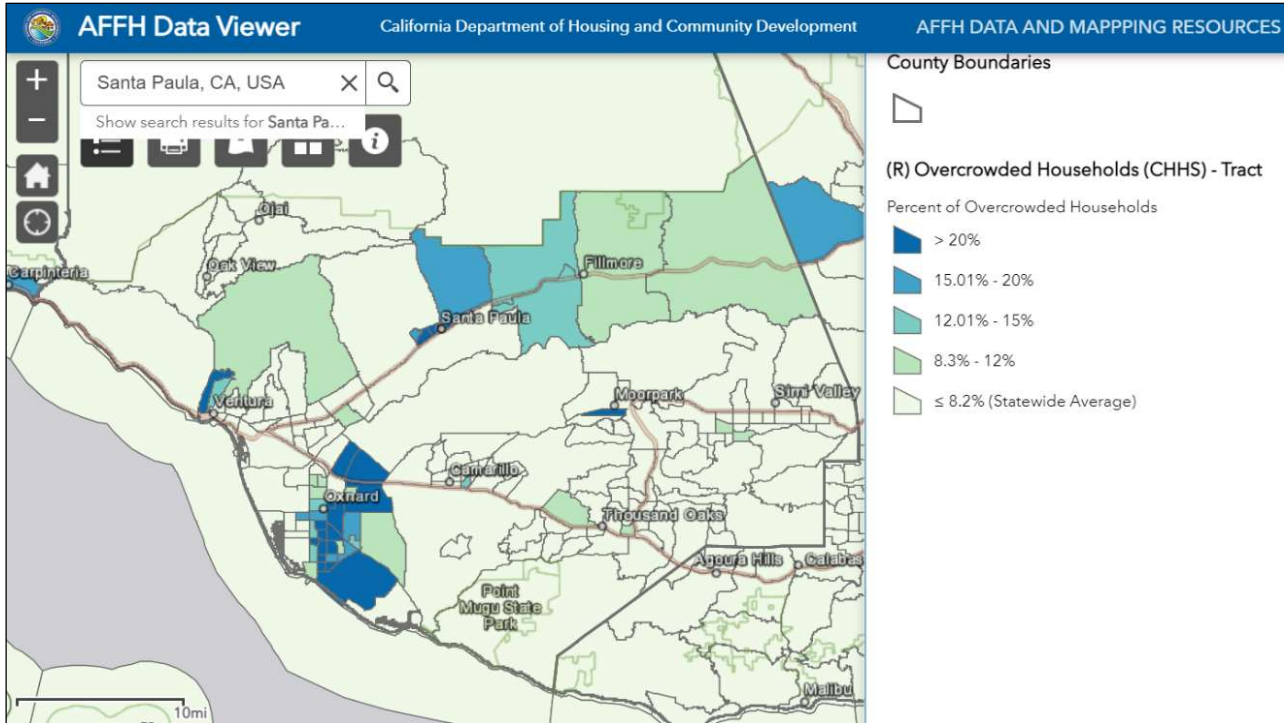 AFFH Data Viewer
California Department of Housing and Community Development
AFFH DATA AND MAPPPING RESOURCES
Santa Paula, CA, USA
Show search results for Santa Pa...
County Boundaries
(R) Overcrowded Households (CHHS) - Tract
Percent of Overcrowded Households
> 20%
15.01% - 20%
12.01% - 15%
8.3% - 12%
≤ 8.2% (Statewide Average)
Ojai
Oak View
Carpinteria
Fillmore
Santa Paula
Ventura
Moorpark
Simi Valley
Camarillo
Oxnard
Thousand Oaks
Agoura Hills
Calabas
Point
Mugu State
Park
Malibu
10mi